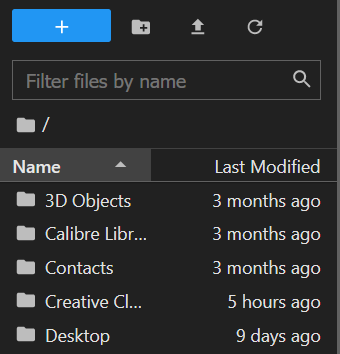 +
Filter files by name
/
Name Last Modified
3D Objects 3 months ago
Calibre Libr... 3 months ago
Contacts 3 months ago
Creative Cl... 5 hours ago
Desktop 9 days ago